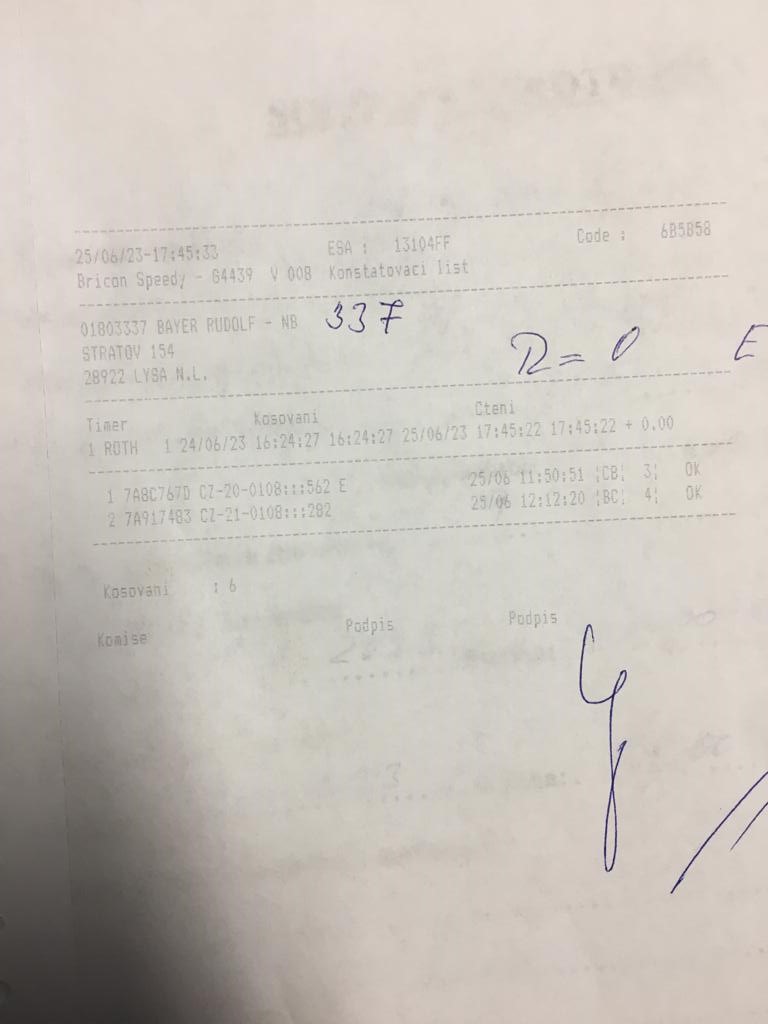 25/06/23-17:45:33 ESA : 13104FF Code : 6B5B58
Bricon Speedy - G4439 V 008 Konstatovaci list
01803337 BAYER RUDOLF - NB 337
STRATOV 154
28922 LYSA N.L.
R = 0 E
Timer Kosovani Cteni
1 ROTH 1 24/06/23 16:24:27 16:24:27 25/06/23 17:45:22 17:45:22 + 0.00
1 7A8C767D CZ-20-0108:::562 E 25/06 11:50:51 ¦CB¦ 3¦ OK
2 7A917483 CZ-21-0108:::282 25/06 12:12:20 ¦BC¦ 4¦ OK
Kosovani : 6
Komise Podpis Podpis